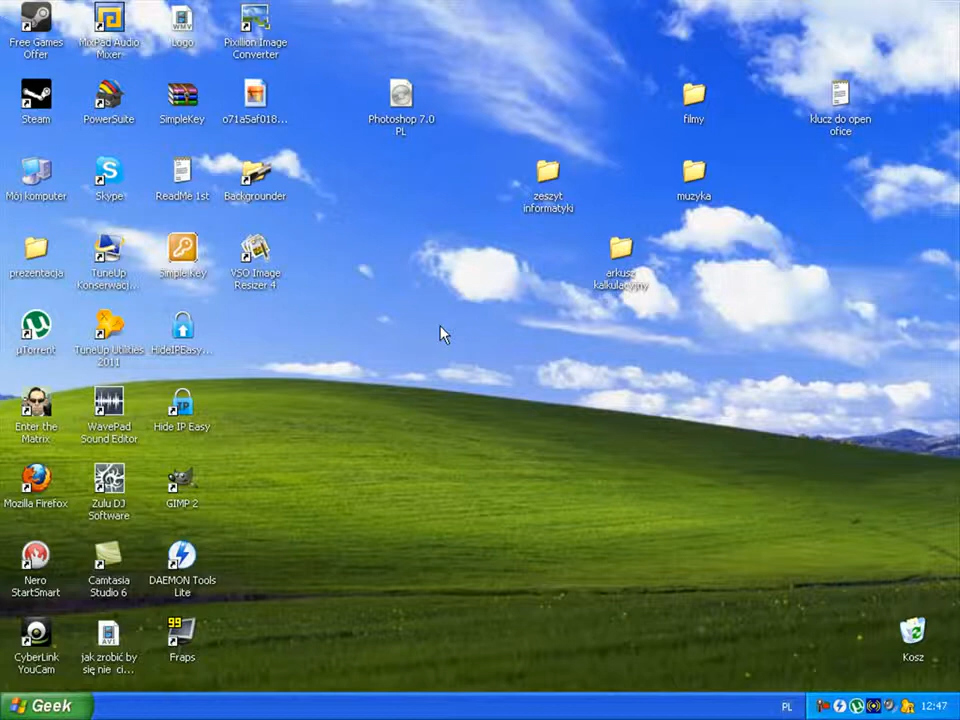 Free Games
Offer
MixPad Audio
Mixer
WMV
Logo
Pixillion Image
Converter
Steam
PowerSuite
SimpleKey
o71a5af018...
Photoshop 7.0
PL
filmy
klucz do open
ofice
Mój komputer
Skype
ReadMe 1st
Backgrounder
zeszyt
informatyki
muzyka
prezentacja
TuneUp
Konserwacj...
Simple Key
VSO Image
Resizer 4
arkusz
kalkulacyjny
µTorrent
TuneUp Utilities
2011
HideIPEasy...
Enter the
Matrix
WavePad
Sound Editor
IP
Hide IP Easy
Mozilla Firefox
Zulu DJ
Software
GIMP 2
Nero
StartSmart
Camtasia
Studio 6
DAEMON Tools
Lite
CyberLink
YouCam
AVI
jak zrobić by
się nie ci...
99
Fraps
Kosz
Geek
PL
12:47